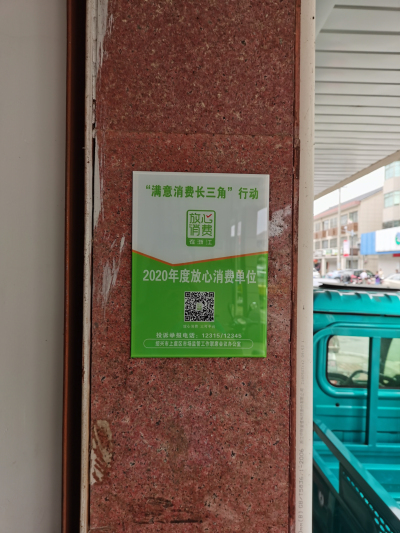 “满意消费长三角”行动
放心
消费
在浙江
2020年度放心消费单位
投诉举报电话：12315/12345